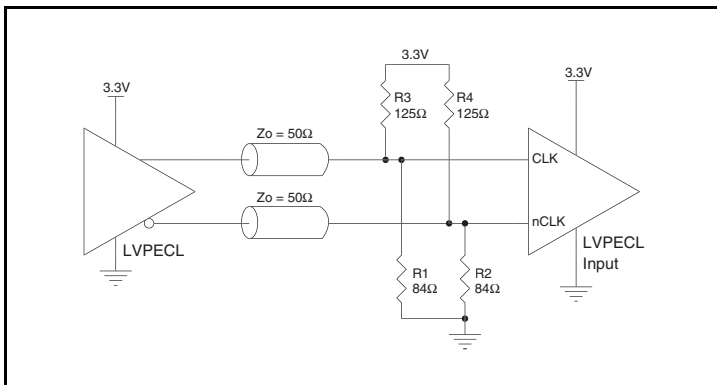 3.3V
3.3V
3.3V
R3
125Ω
R4
125Ω
Zo = 50Ω
CLK
Zo = 50Ω
nCLK
LVPECL
LVPECL
Input
R1
84Ω
R2
84Ω